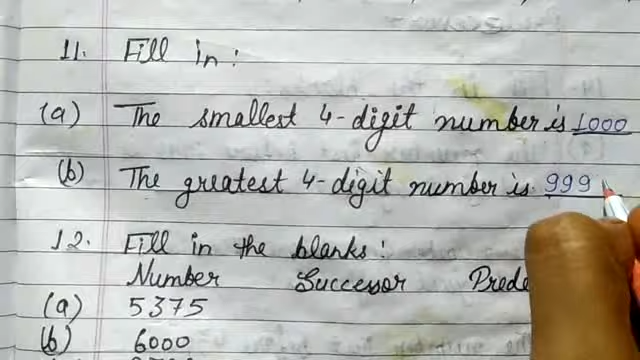 11. Fill in :
(a) The smallest 4-digit number is 1000
(b) The greatest 4-digit number is 999
12. Fill in the blanks :
Number Successor Prede
(a) 5375
(b) 6000